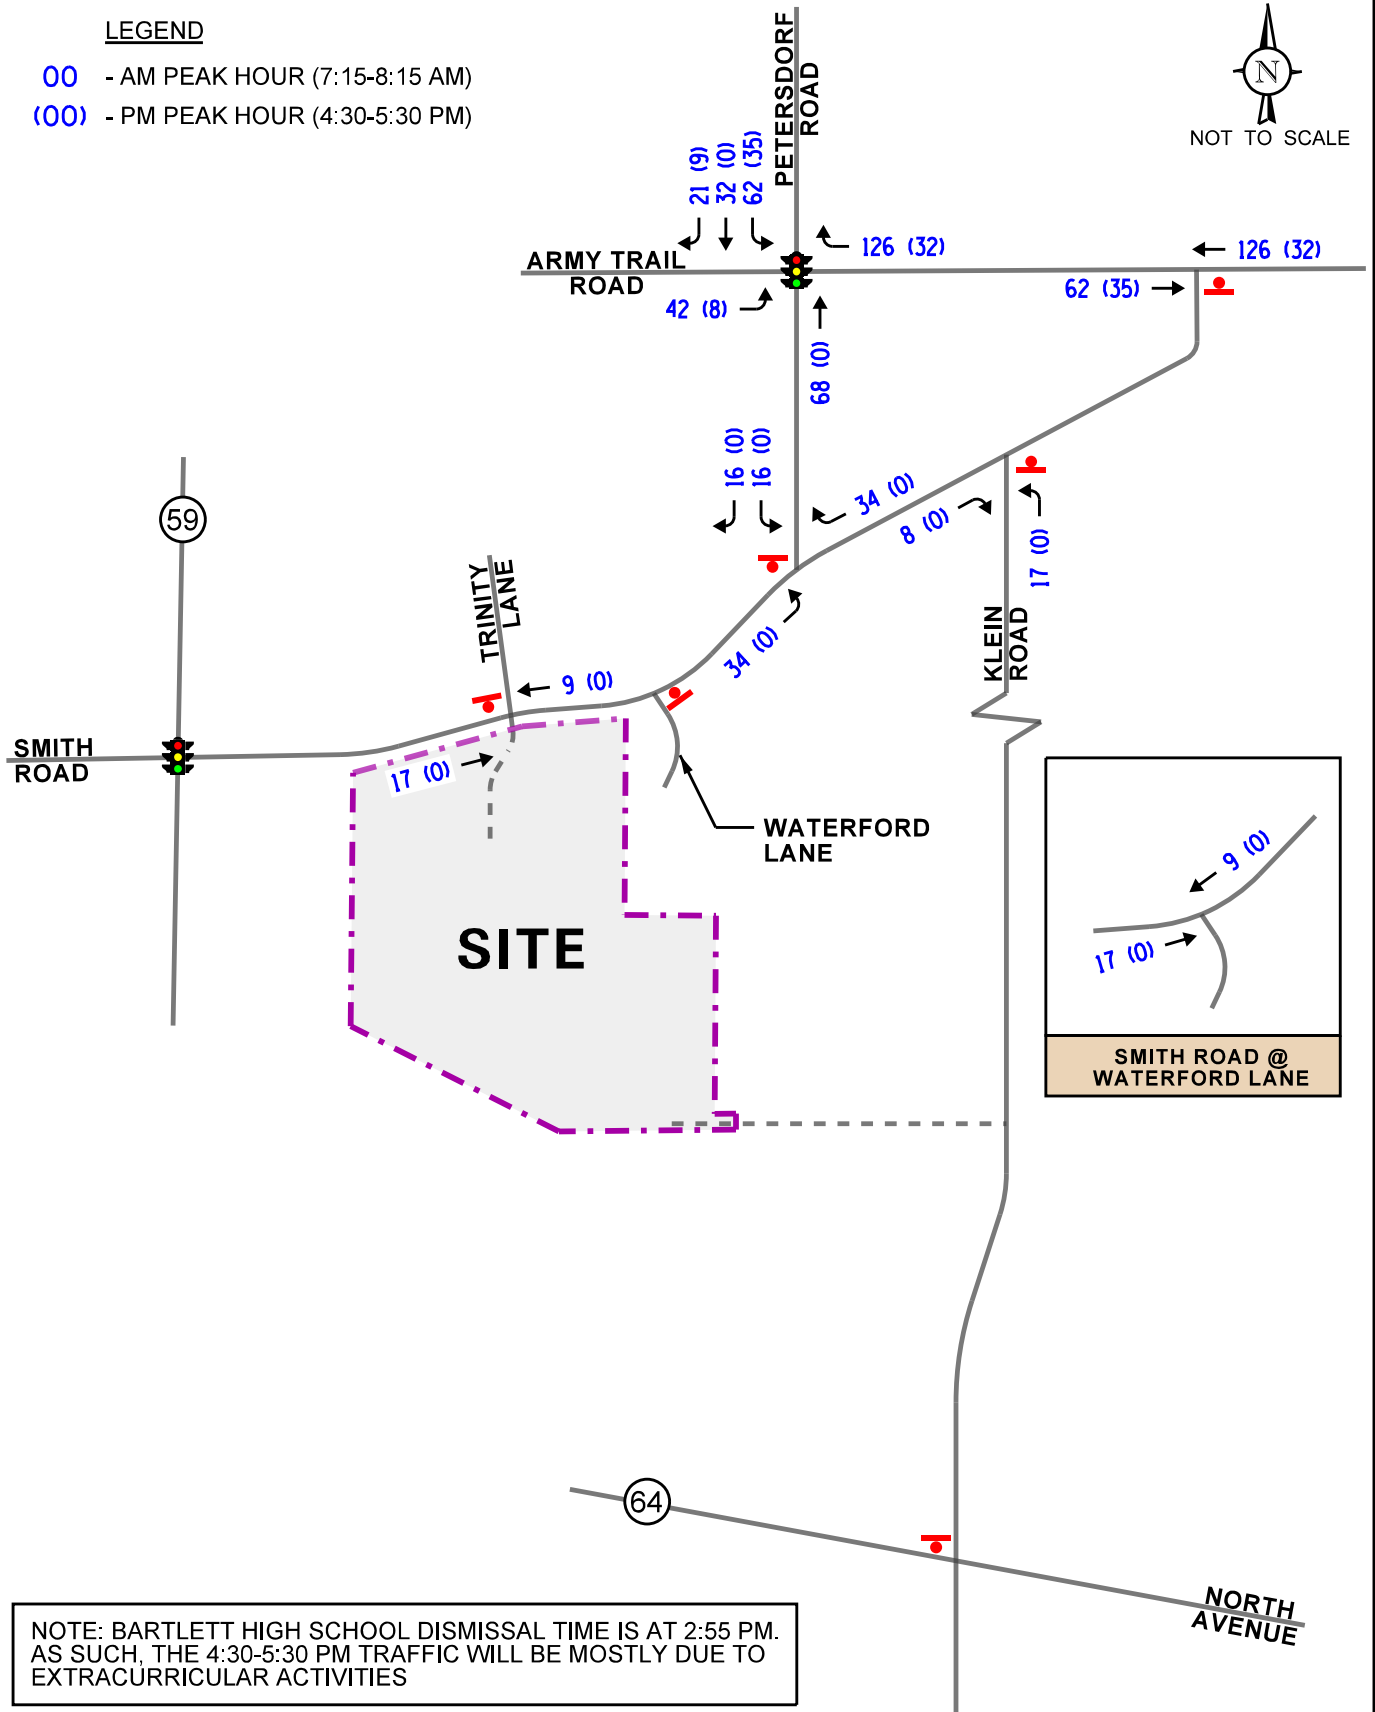 LEGEND
00 - AM PEAK HOUR (7:15-8:15 AM)
(00) - PM PEAK HOUR (4:30-5:30 PM)
PETERSDORF
ROAD
N
NOT TO SCALE
21 (9)
32 (0)
62 (35)
126 (32)
126 (32)
ARMY TRAIL
ROAD
62 (35)
42 (8)
68 (0)
16 (0)
16 (0)
34 (0)
8 (0)
17 (0)
59
TRINITY
LANE
34 (0)
KLEIN
ROAD
9 (0)
SMITH
ROAD
17 (0)
WATERFORD
LANE
9 (0)
17 (0)
SITE
SMITH ROAD @
WATERFORD LANE
64
NORTH
AVENUE
NOTE: BARTLETT HIGH SCHOOL DISMISSAL TIME IS AT 2:55 PM.
AS SUCH, THE 4:30-5:30 PM TRAFFIC WILL BE MOSTLY DUE TO
EXTRACURRICULAR ACTIVITIES